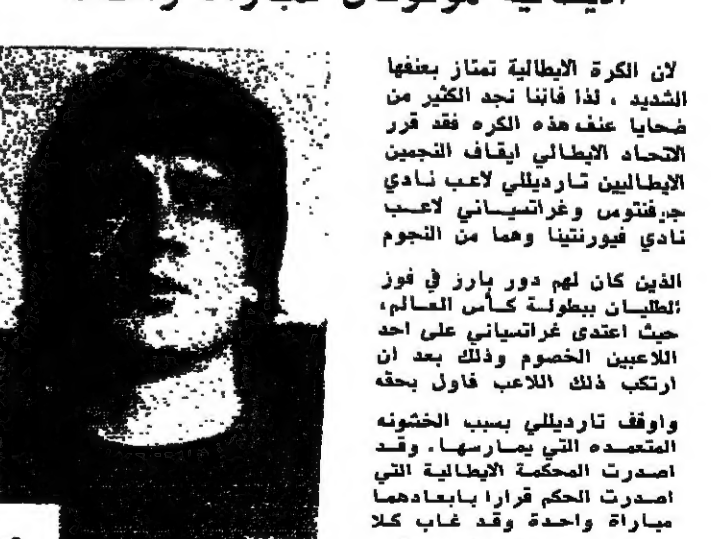 لان الكرة الايطالية تمتاز بعنفها
الشديد ، لذا فاننا نجد الكثير من
ضحايا عنف هذه الكره فقد قرر
الاتحاد الايطالي ايقاف النجمين
الايطاليين تارديللي لاعب نادي
جيفنتوس وغراتسياني لاعب
نادي فيورنتينا وهما من النجوم
الذين كان لهم دور بارز في فوز
الطليان ببطولة كأس العالم،
حيث اعتدى غراتسياني على احد
اللاعبين الخصوم وذلك بعد ان
ارتكب ذلك اللاعب فاول بحقه
واوقف تارديللي بسبب الخشونه
المتعمده التي يمارسها. وقد
اصدرت المحكمة الايطالية التي
اصدرت الحكم قرارا بابعادهما
مباراة واحدة وقد غاب كلا